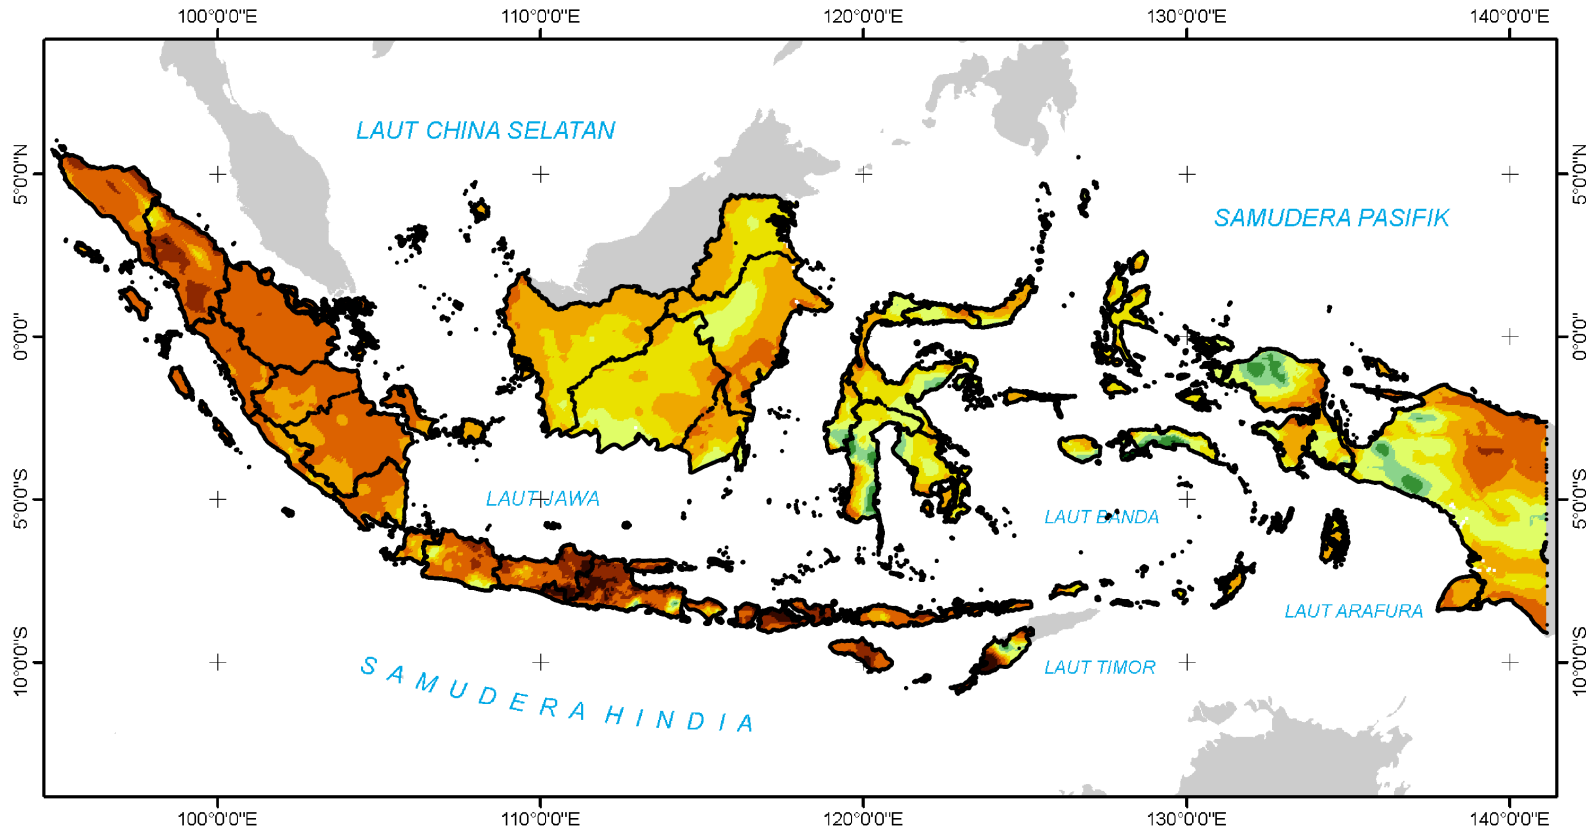 100°0'0"E 110°0'0"E 120°0'0"E 130°0'0"E 140°0'0"E
LAUT CHINA SELATAN
5°0'0"N 5°0'0"N
SAMUDERA PASIFIK
0°0'0" 0°0'0"
LAUT JAWA
5°0'0"S 5°0'0"S
LAUT BANDA
LAUT ARAFURA
10°0'0"S 10°0'0"S
LAUT TIMOR
SAMUDERA HINDIA
100°0'0"E 110°0'0"E 120°0'0"E 130°0'0"E 140°0'0"E